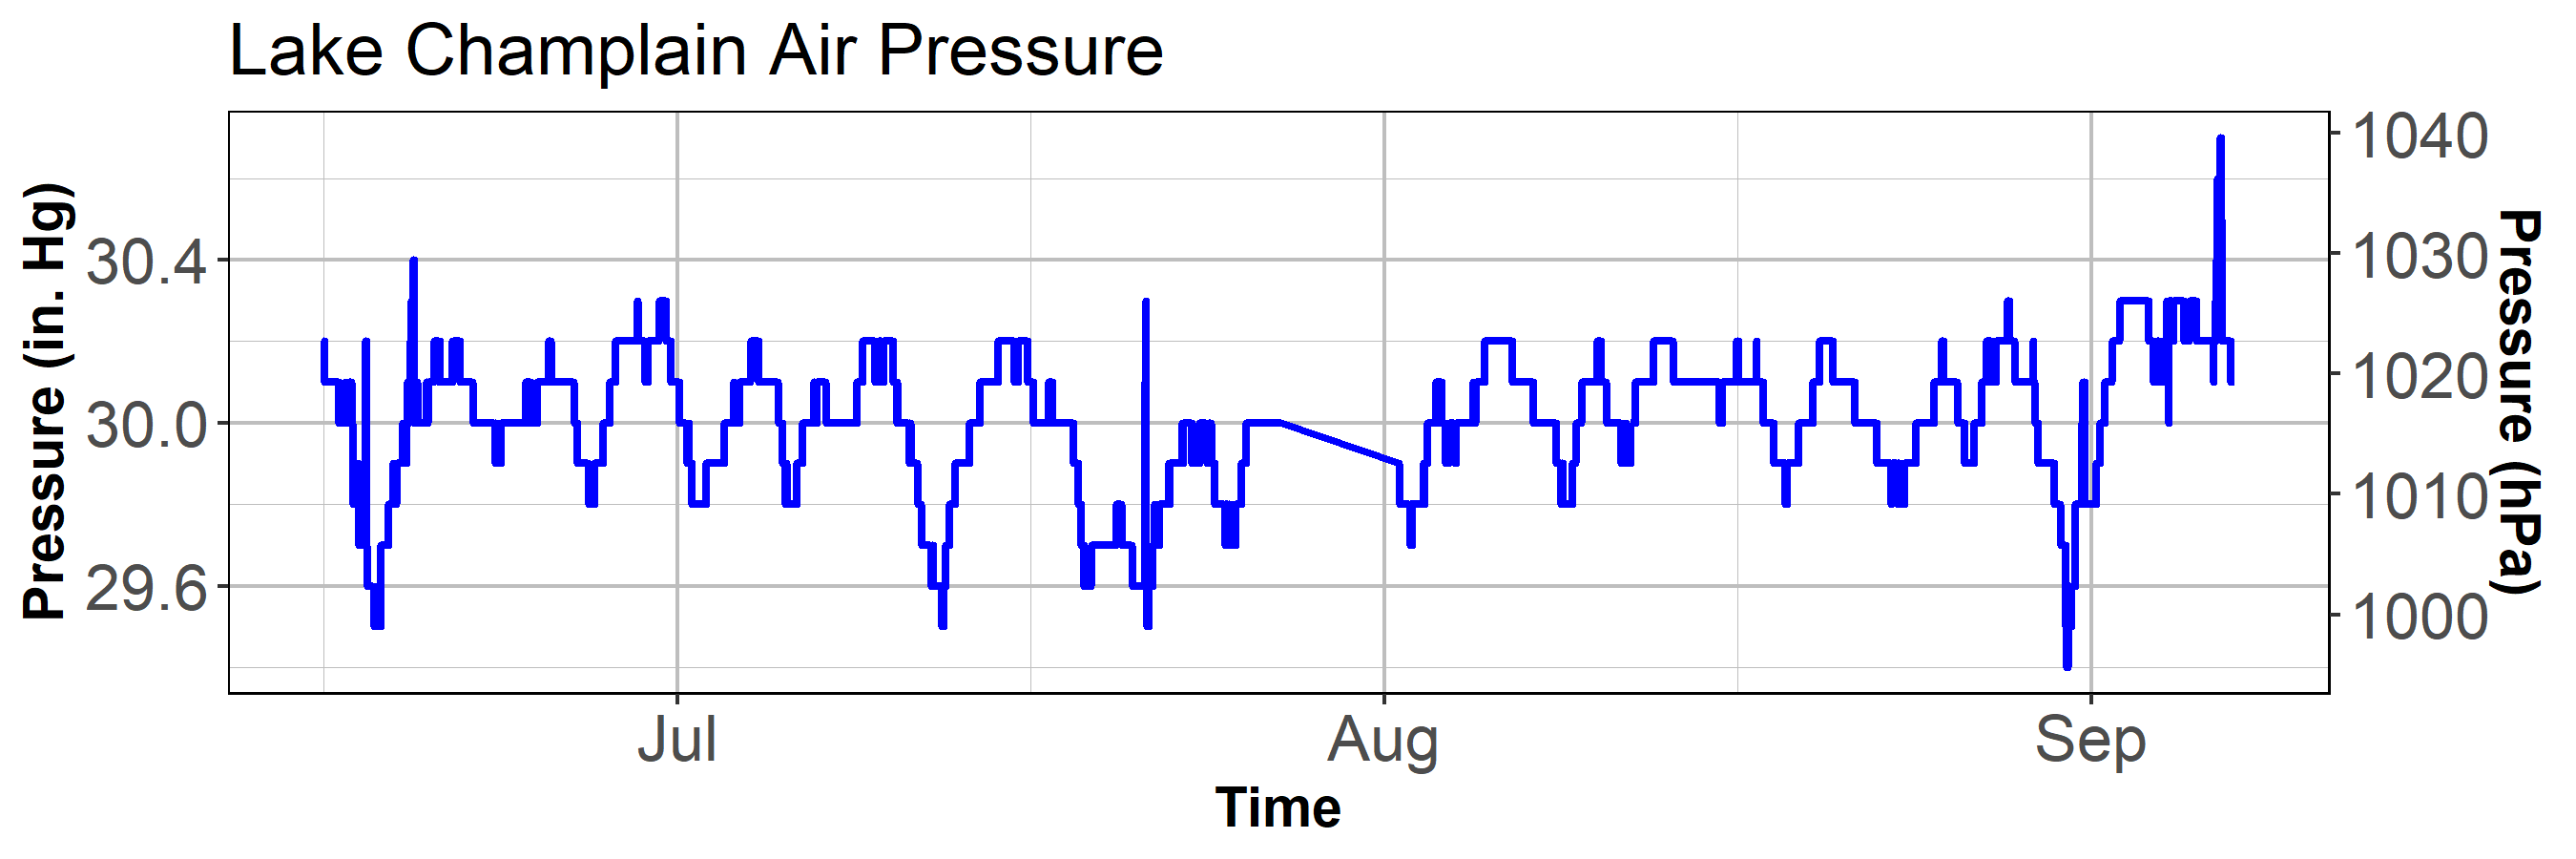 Lake Champlain Air Pressure
Pressure (in. Hg)
30.4
30.0
29.6
1040
1030
1020
1010
1000
Pressure (hPa)
Jul
Aug
Sep
Time